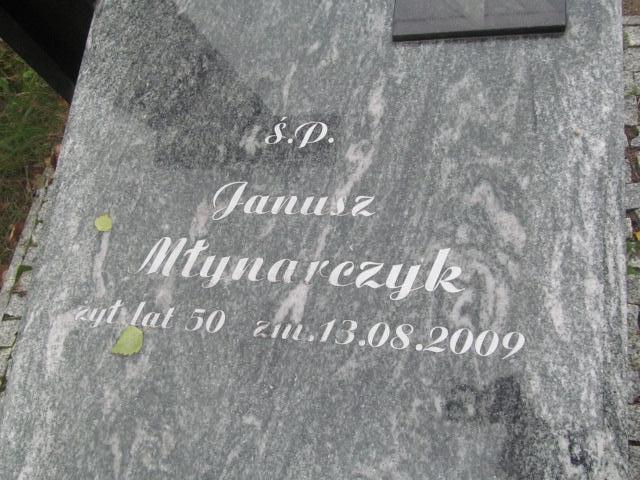 ś.P.
Janusz
Młynarczyk
żył lat 50 zm.13.08.2009